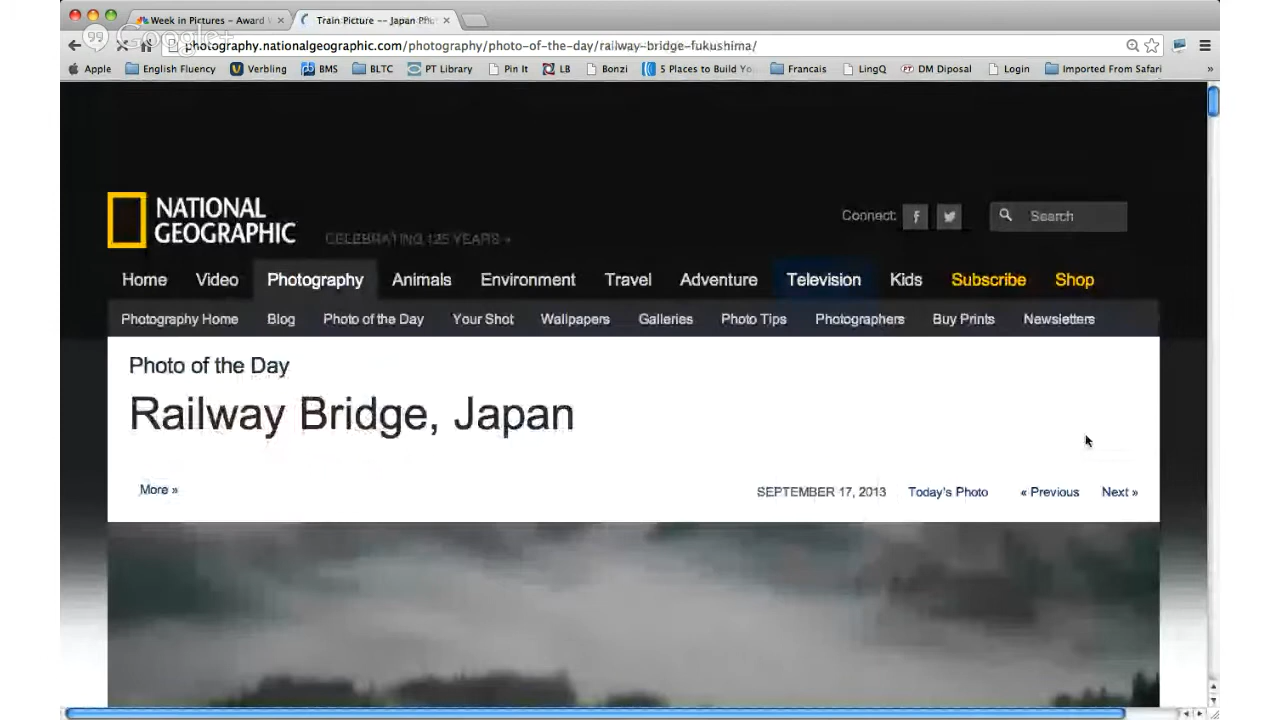 Week in Pictures – Award
Train Picture -- Japan Pho
Google+
photography.nationalgeographic.com/photography/photo-of-the-day/railway-bridge-fukushima/
Apple English Fluency Verbling BMS BLTC PT Library Pin It LB Bonzi 5 Places to Build Yo Francais LingQ DM Diposal Login Imported From Safari »
NATIONAL
GEOGRAPHIC
CELEBRATING 125 YEARS »
Connect:
Search
Home Video Photography Animals Environment Travel Adventure Television Kids Subscribe Shop
Photography Home Blog Photo of the Day Your Shot Wallpapers Galleries Photo Tips Photographers Buy Prints Newsletters
Photo of the Day
Railway Bridge, Japan
More »
SEPTEMBER 17, 2013 Today's Photo « Previous Next »